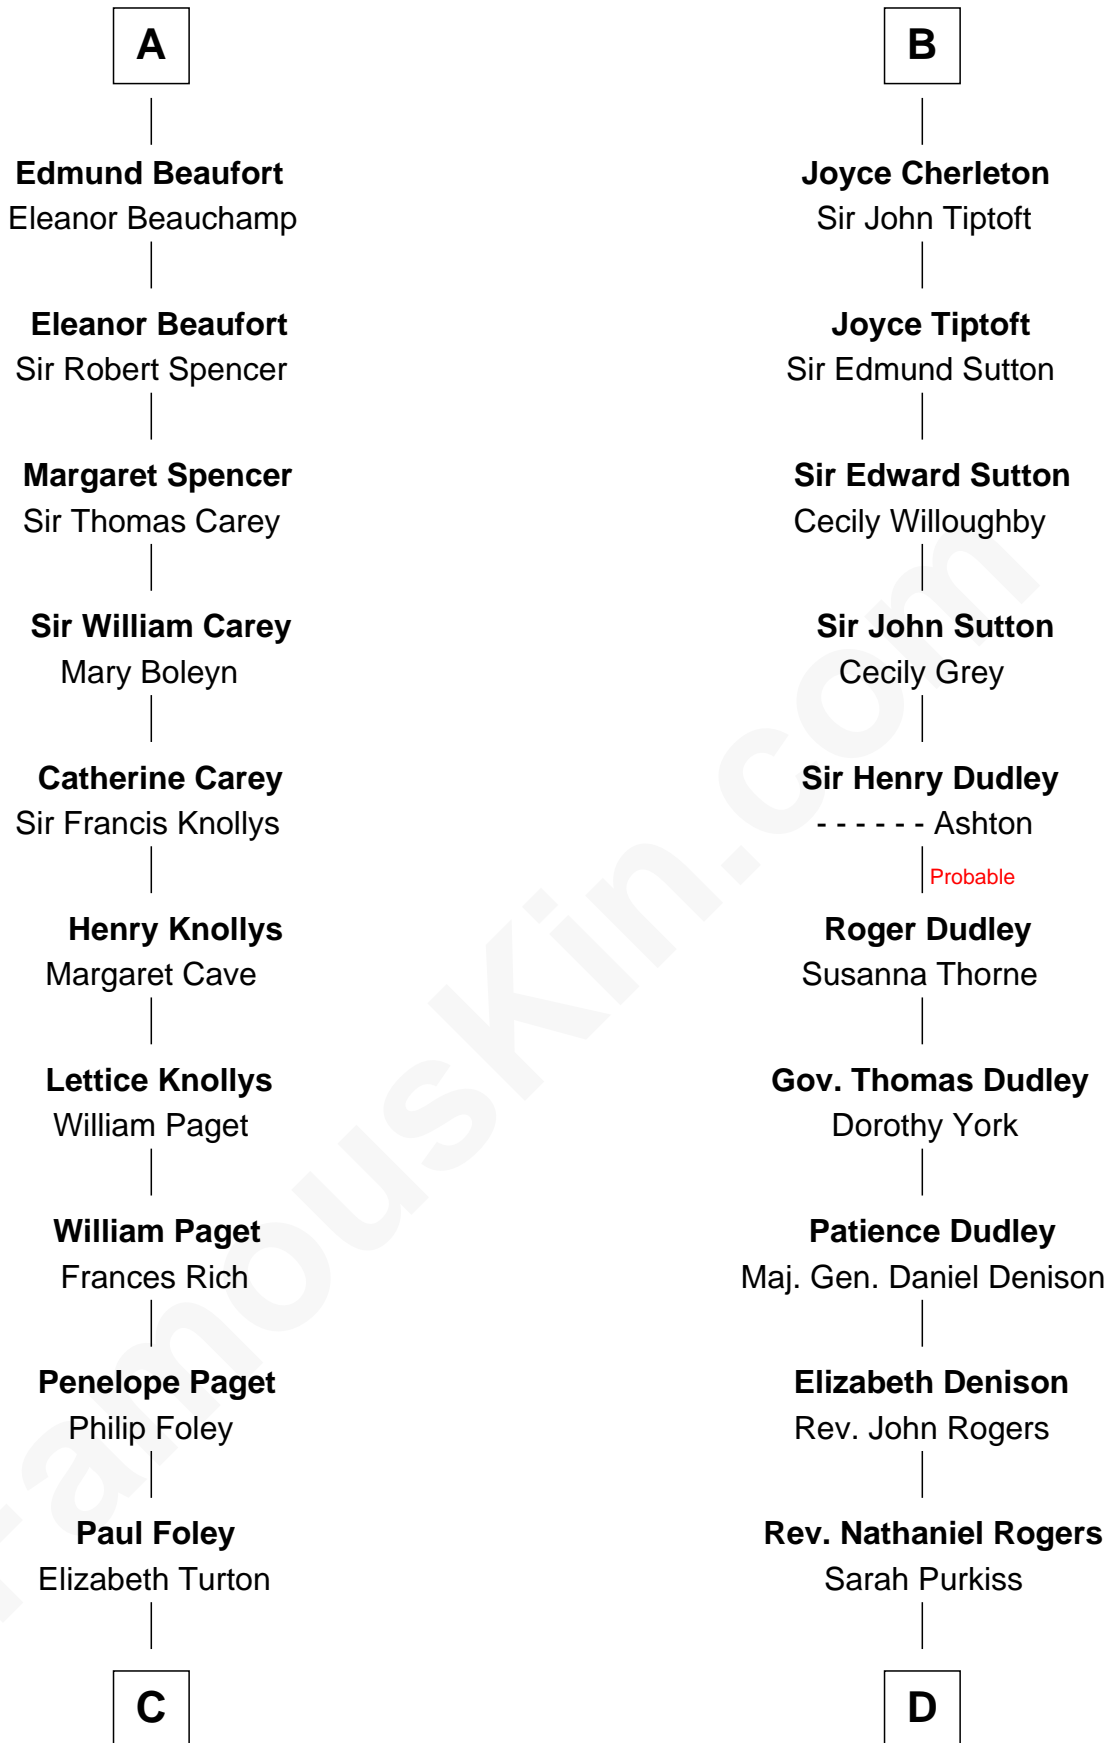 A
Edmund Beaufort
Eleanor Beauchamp
Eleanor Beaufort
Sir Robert Spencer
Margaret Spencer
Sir Thomas Carey
Sir William Carey
Mary Boleyn
Catherine Carey
Sir Francis Knollys
Henry Knollys
Margaret Cave
Lettice Knollys
William Paget
William Paget
Frances Rich
Penelope Paget
Philip Foley
Paul Foley
Elizabeth Turton
C
B
Joyce Cherleton
Sir John Tiptoft
Joyce Tiptoft
Sir Edmund Sutton
Sir Edward Sutton
Cecily Willoughby
Sir John Sutton
Cecily Grey
Sir Henry Dudley
- - - - - - Ashton
Probable
Roger Dudley
Susanna Thorne
Gov. Thomas Dudley
Dorothy York
Patience Dudley
Maj. Gen. Daniel Denison
Elizabeth Denison
Rev. John Rogers
Rev. Nathaniel Rogers
Sarah Purkiss
D
FamousKin.com